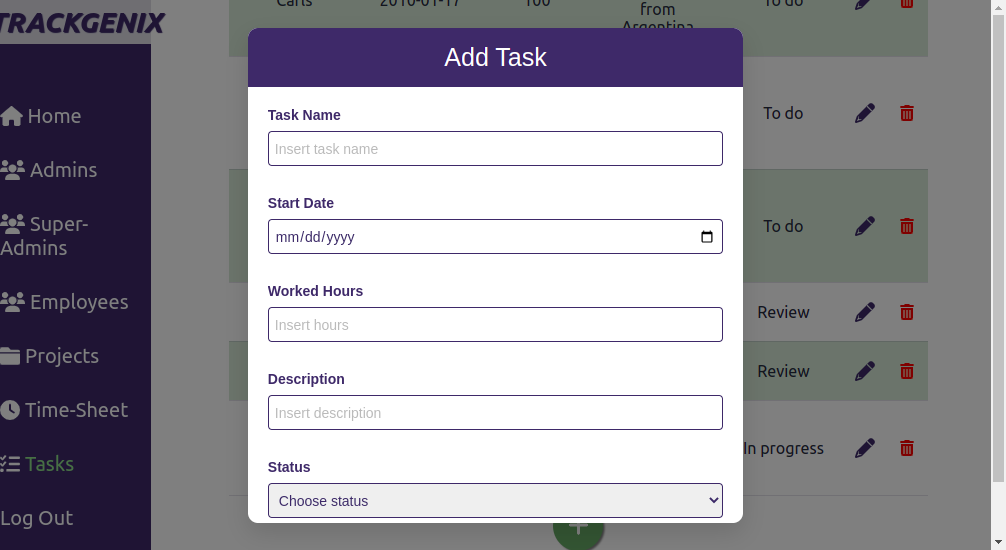 TRACKGENIX
Home
Admins
Super-
Admins
Employees
Projects
Time-Sheet
Tasks
Log Out
Carls 2010-01-17 100 from To do
Argentina
To do
To do
Review
Review
In progress
Add Task
Task Name
Insert task name
Start Date
mm/dd/yyyy
Worked Hours
Insert hours
Description
Insert description
Status
Choose status
+